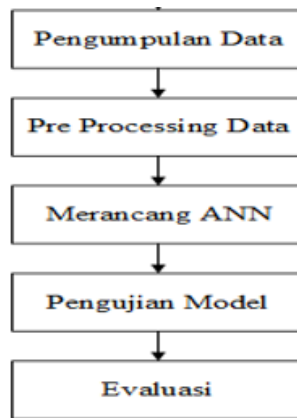 Pengumpulan Data
Pre Processing Data
Merancang ANN
Pengujian Model
Evaluasi